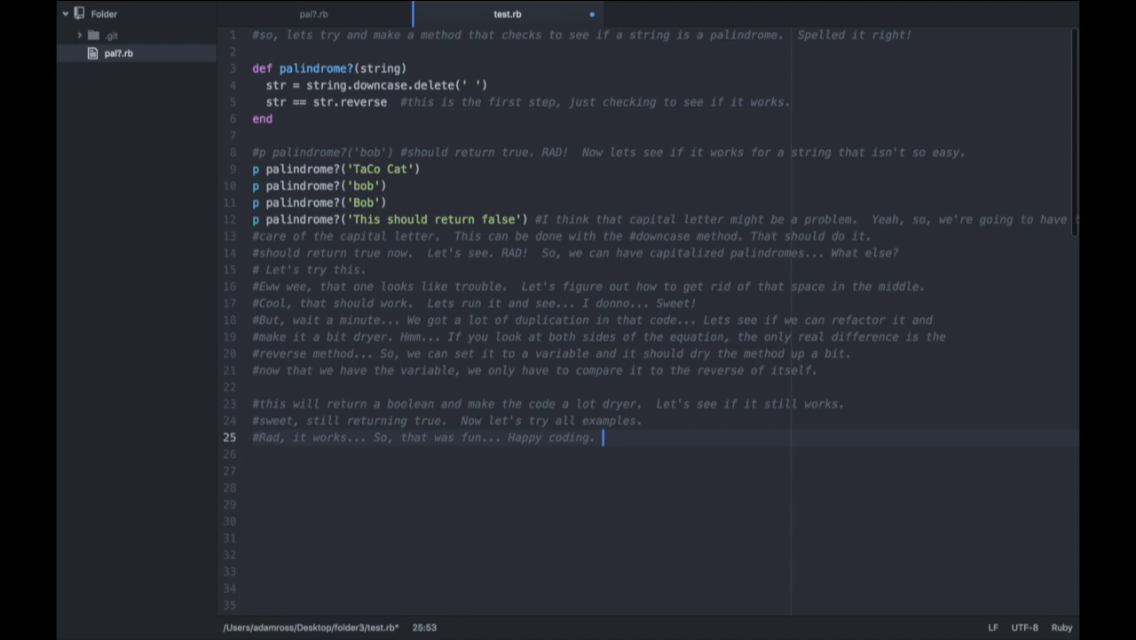 Folder
.git
pal?.rb
pal?.rb
test.rb
1 #so, lets try and make a method that checks to see if a string is a palindrome.  Spelled it right!
2
3 def palindrome?(string)
4   str = string.downcase.delete(' ')
5   str == str.reverse  #this is the first step, just checking to see if it works.
6 end
7
8 #p palindrome?('bob') #should return true. RAD!  Now lets see if it works for a string that isn't so easy.
9 p palindrome?('TaCo Cat')
10 p palindrome?('bob')
11 p palindrome?('Bob')
12 p palindrome?('This should return false') #I think that capital letter might be a problem.  Yeah, so, we're going to have t
13 #care of the capital letter.  This can be done with the #downcase method. That should do it.
14 #should return true now.  Let's see. RAD!  So, we can have capitalized palindromes... What else?
15 # Let's try this.
16 #Eww wee, that one looks like trouble.  Let's figure out how to get rid of that space in the middle.
17 #Cool, that should work.  Lets run it and see... I donno... Sweet!
18 #But, wait a minute... We got a lot of duplication in that code... Lets see if we can refactor it and
19 #make it a bit dryer. Hmm... If you look at both sides of the equation, the only real difference is the
20 #reverse method... So, we can set it to a variable and it should dry the method up a bit.
21 #now that we have the variable, we only have to compare it to the reverse of itself.
22
23 #this will return a boolean and make the code a lot dryer.  Let's see if it still works.
24 #sweet, still returning true.  Now let's try all examples.
25 #Rad, it works... So, that was fun... Happy coding.
26
27
28
29
30
31
32
33
34
35
/Users/adamross/Desktop/folder3/test.rb*  25:53
LF  UTF-8  Ruby